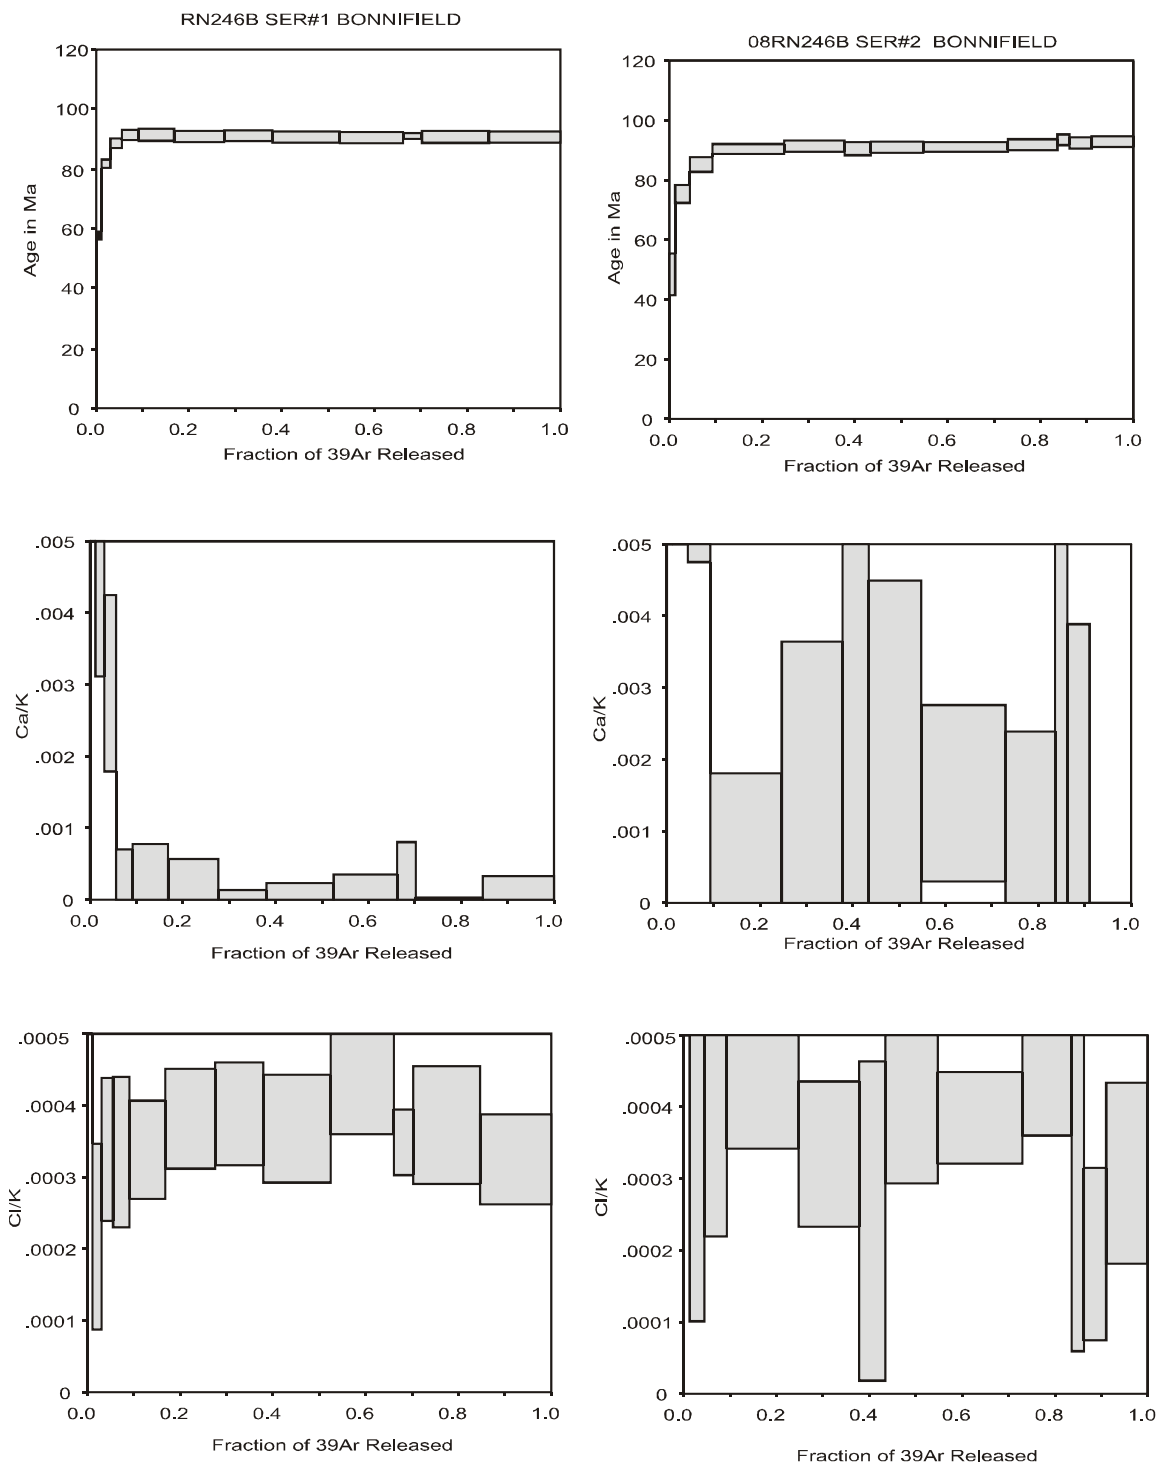 RN246B SER#1 BONNIFIELD
120
100
80
60
40
20
0
Age in Ma
0.0 0.2 0.4 0.6 0.8 1.0
Fraction of 39Ar Released
08RN246B SER#2 BONNIFIELD
120
100
80
60
40
20
0
Age in Ma
0.0 0.2 0.4 0.6 0.8 1.0
Fraction of 39Ar Released
.005
.004
.003
.002
.001
0
Ca/K
0.0 0.2 0.4 0.6 0.8 1.0
Fraction of 39Ar Released
.005
.004
.003
.002
.001
0
Ca/K
0.0 0.2 0.4 0.6 0.8 1.0
Fraction of 39Ar Released
.0005
.0004
.0003
.0002
.0001
0
Cl/K
0.0 0.2 0.4 0.6 0.8 1.0
Fraction of 39Ar Released
.0005
.0004
.0003
.0002
.0001
0
Cl/K
0.0 0.2 0.4 0.6 0.8 1.0
Fraction of 39Ar Released